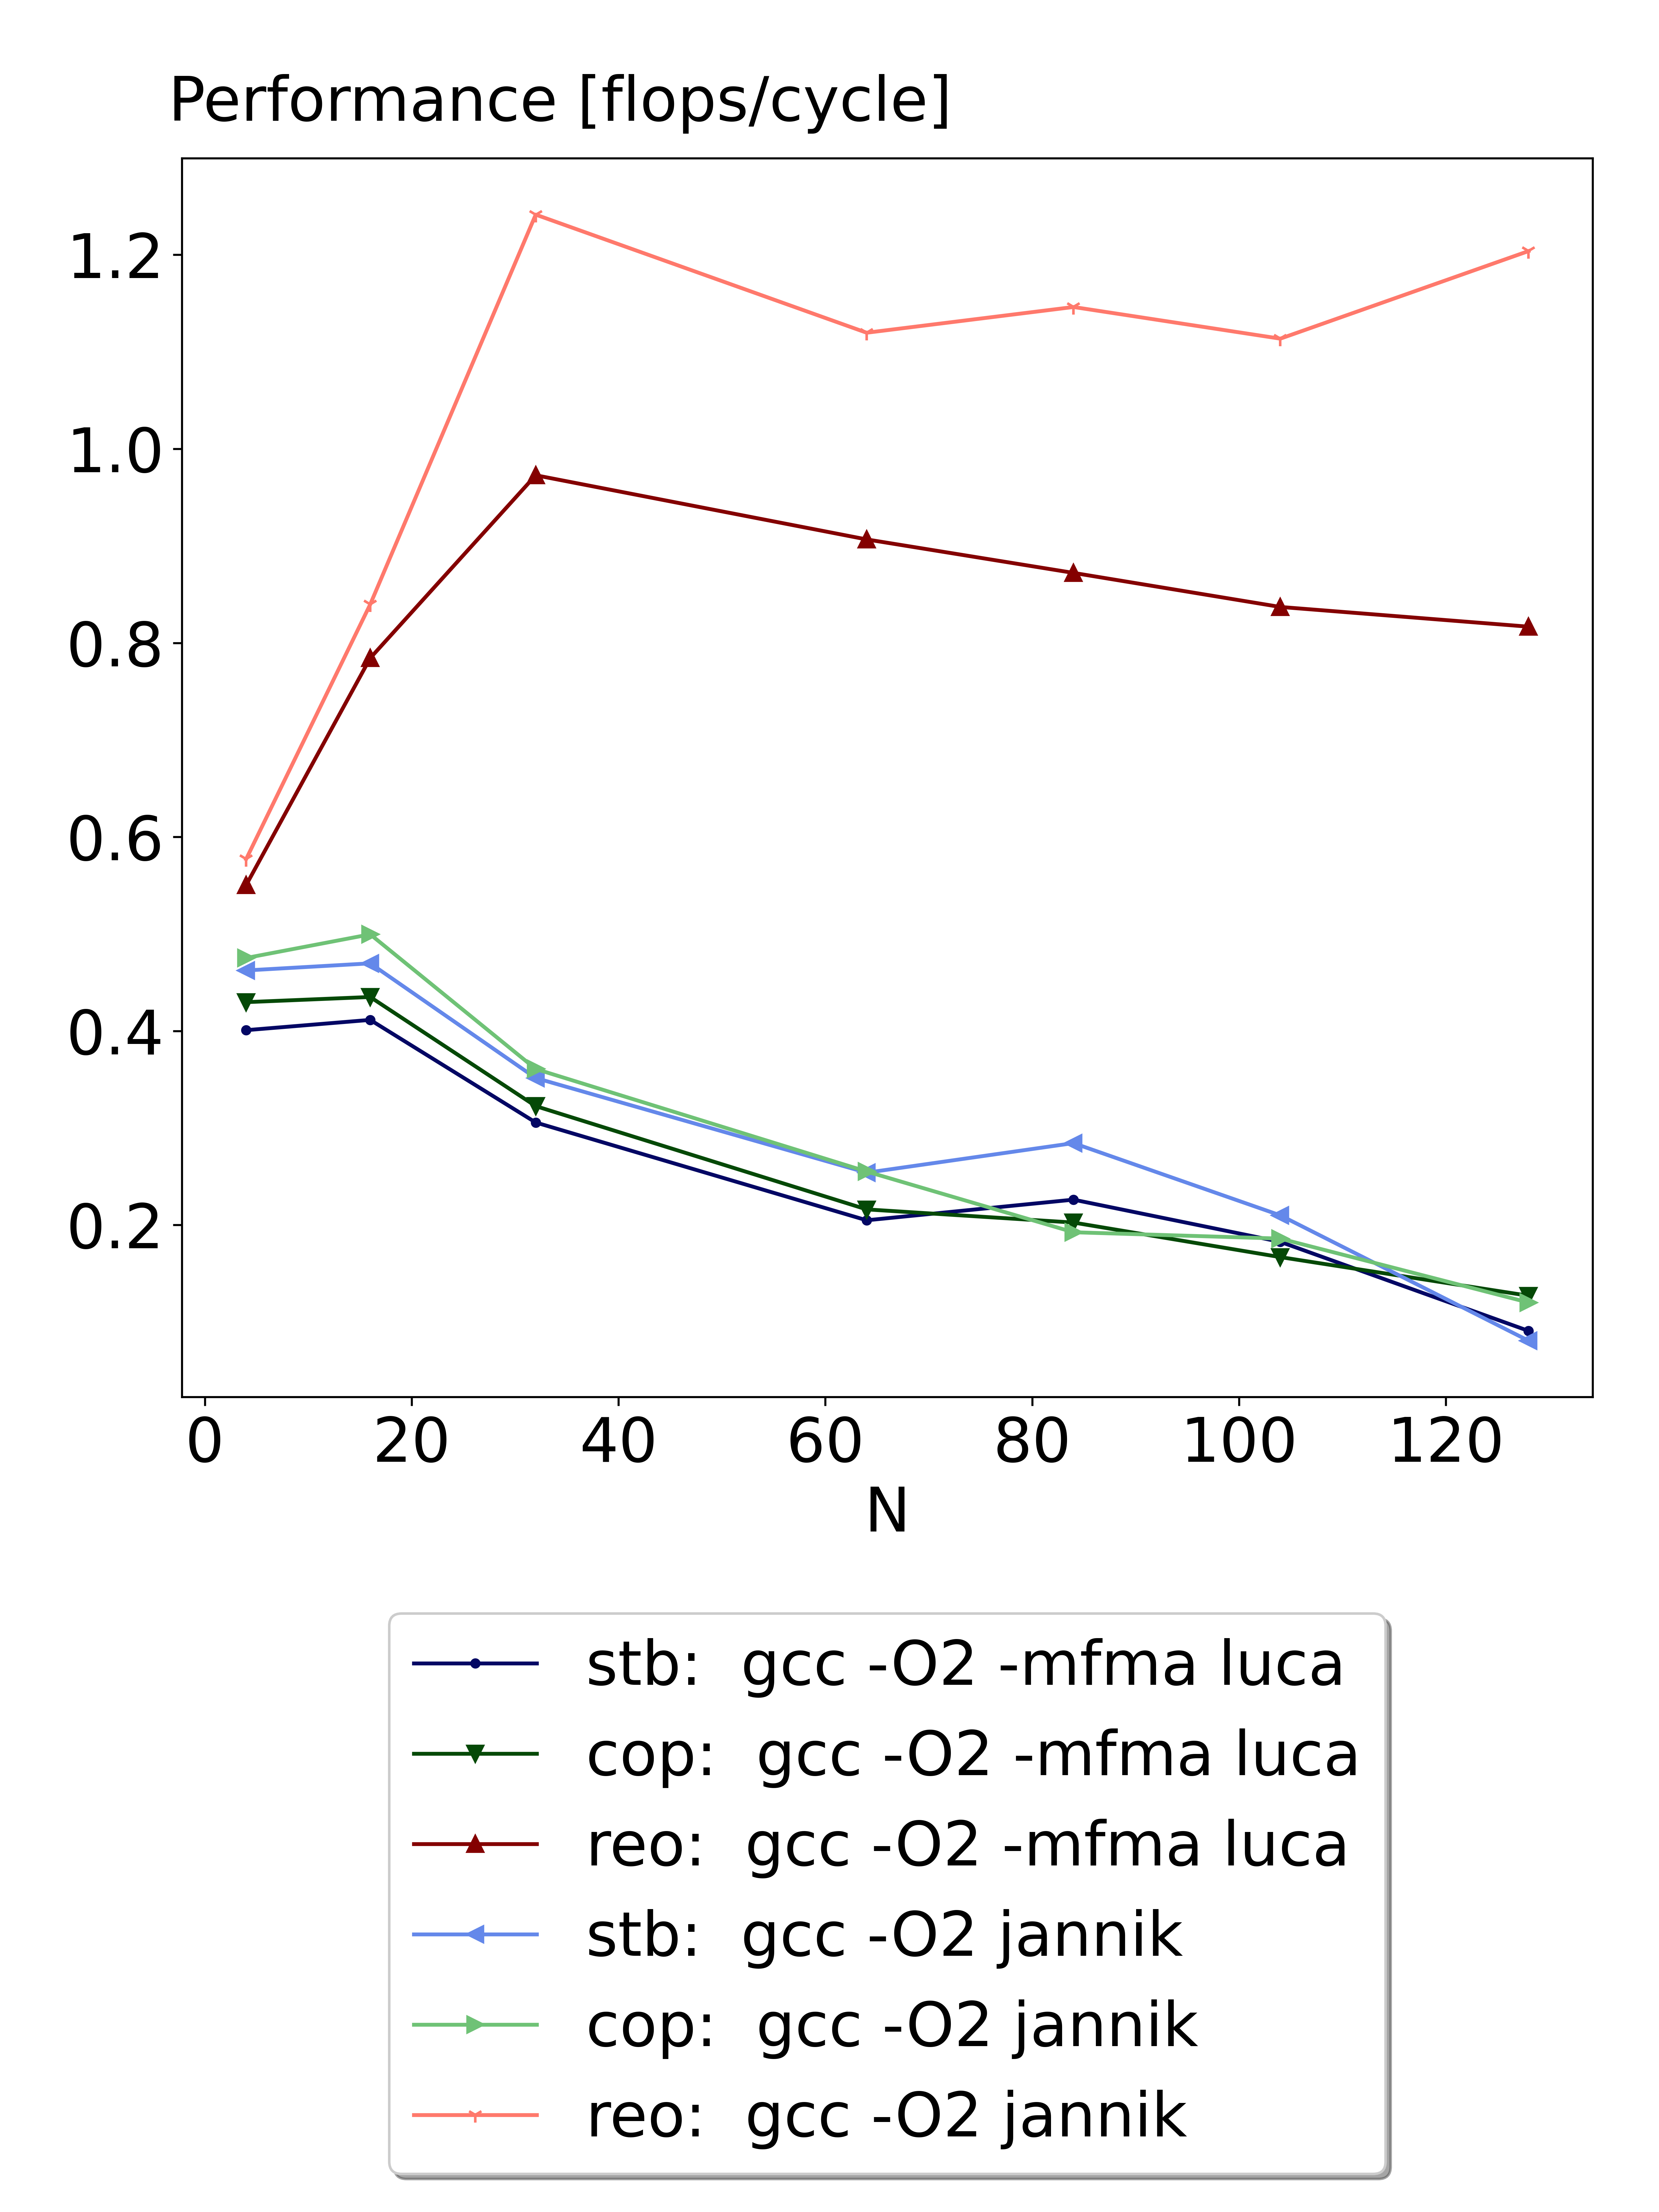 Performance [flops/cycle]
1.2
1.0
0.8
0.6
0.4
0.2
0 20 40 60 80 100 120
N
stb:  gcc -O2 -mfma luca
cop:  gcc -O2 -mfma luca
reo:  gcc -O2 -mfma luca
stb:  gcc -O2 jannik
cop:  gcc -O2 jannik
reo:  gcc -O2 jannik